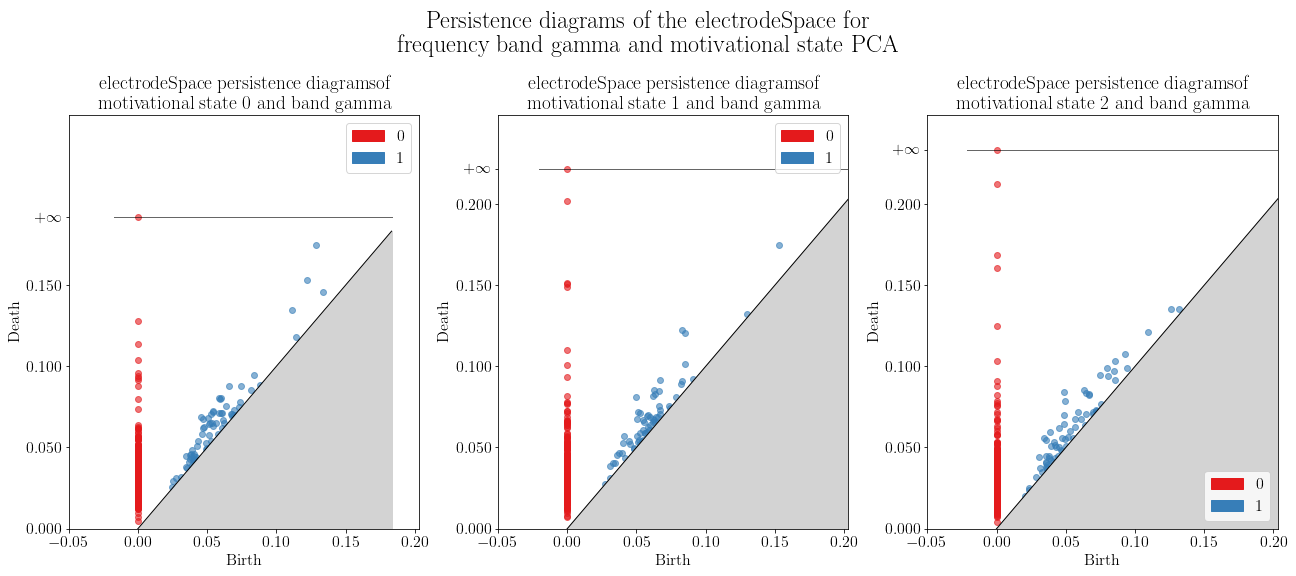 Persistence diagrams of the electrodeSpace for
frequency band gamma and motivational state PCA
electrodeSpace persistence diagramsof
motivational state 0 and band gamma
0
1
+∞
0.150
0.100
0.050
0.000
Death
−0.05 0.00 0.05 0.10 0.15 0.20
Birth
electrodeSpace persistence diagramsof
motivational state 1 and band gamma
0
1
+∞
0.200
0.150
0.100
0.050
0.000
Death
−0.05 0.00 0.05 0.10 0.15 0.20
Birth
electrodeSpace persistence diagramsof
motivational state 2 and band gamma
+∞
0.200
0.150
0.100
0.050
0.000
Death
0
1
−0.05 0.00 0.05 0.10 0.15 0.20
Birth